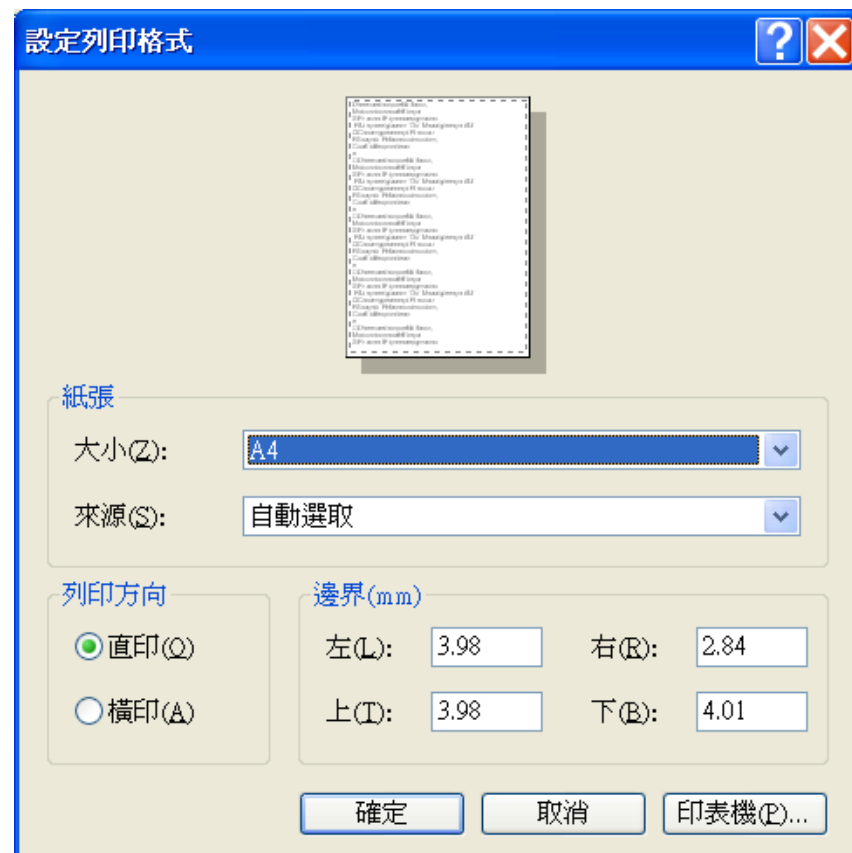 設定列印格式
紙張
大小(Z): A4
來源(S): 自動選取
列印方向
直印(O)
橫印(A)
邊界(mm)
左(L): 3.98 右(R): 2.84
上(T): 3.98 下(B): 4.01
確定 取消 印表機(P)...